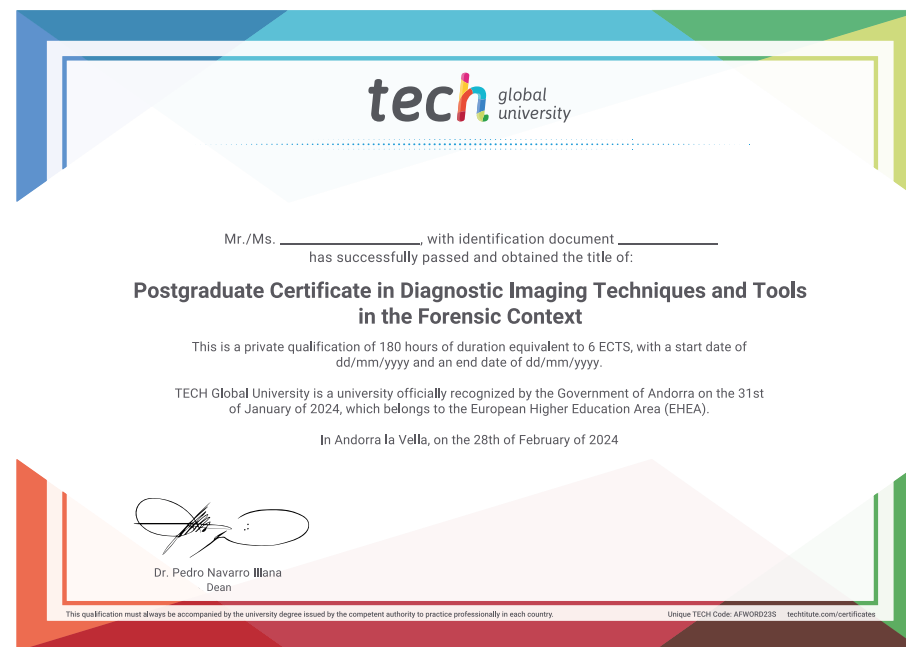 tech global
university
Mr./Ms. ____________, with identification document ____________
has successfully passed and obtained the title of:
Postgraduate Certificate in Diagnostic Imaging Techniques and Tools
in the Forensic Context
This is a private qualification of 180 hours of duration equivalent to 6 ECTS, with a start date of
dd/mm/yyyy and an end date of dd/mm/yyyy.
TECH Global University is a university officially recognized by the Government of Andorra on the 31st
of January of 2024, which belongs to the European Higher Education Area (EHEA).
In Andorra la Vella, on the 28th of February of 2024
Dr. Pedro Navarro Illana
Dean
This qualification must always be accompanied by the university degree issued by the competent authority to practice professionally in each country.
Unique TECH Code: AFWORD23S techtitute.com/certificates